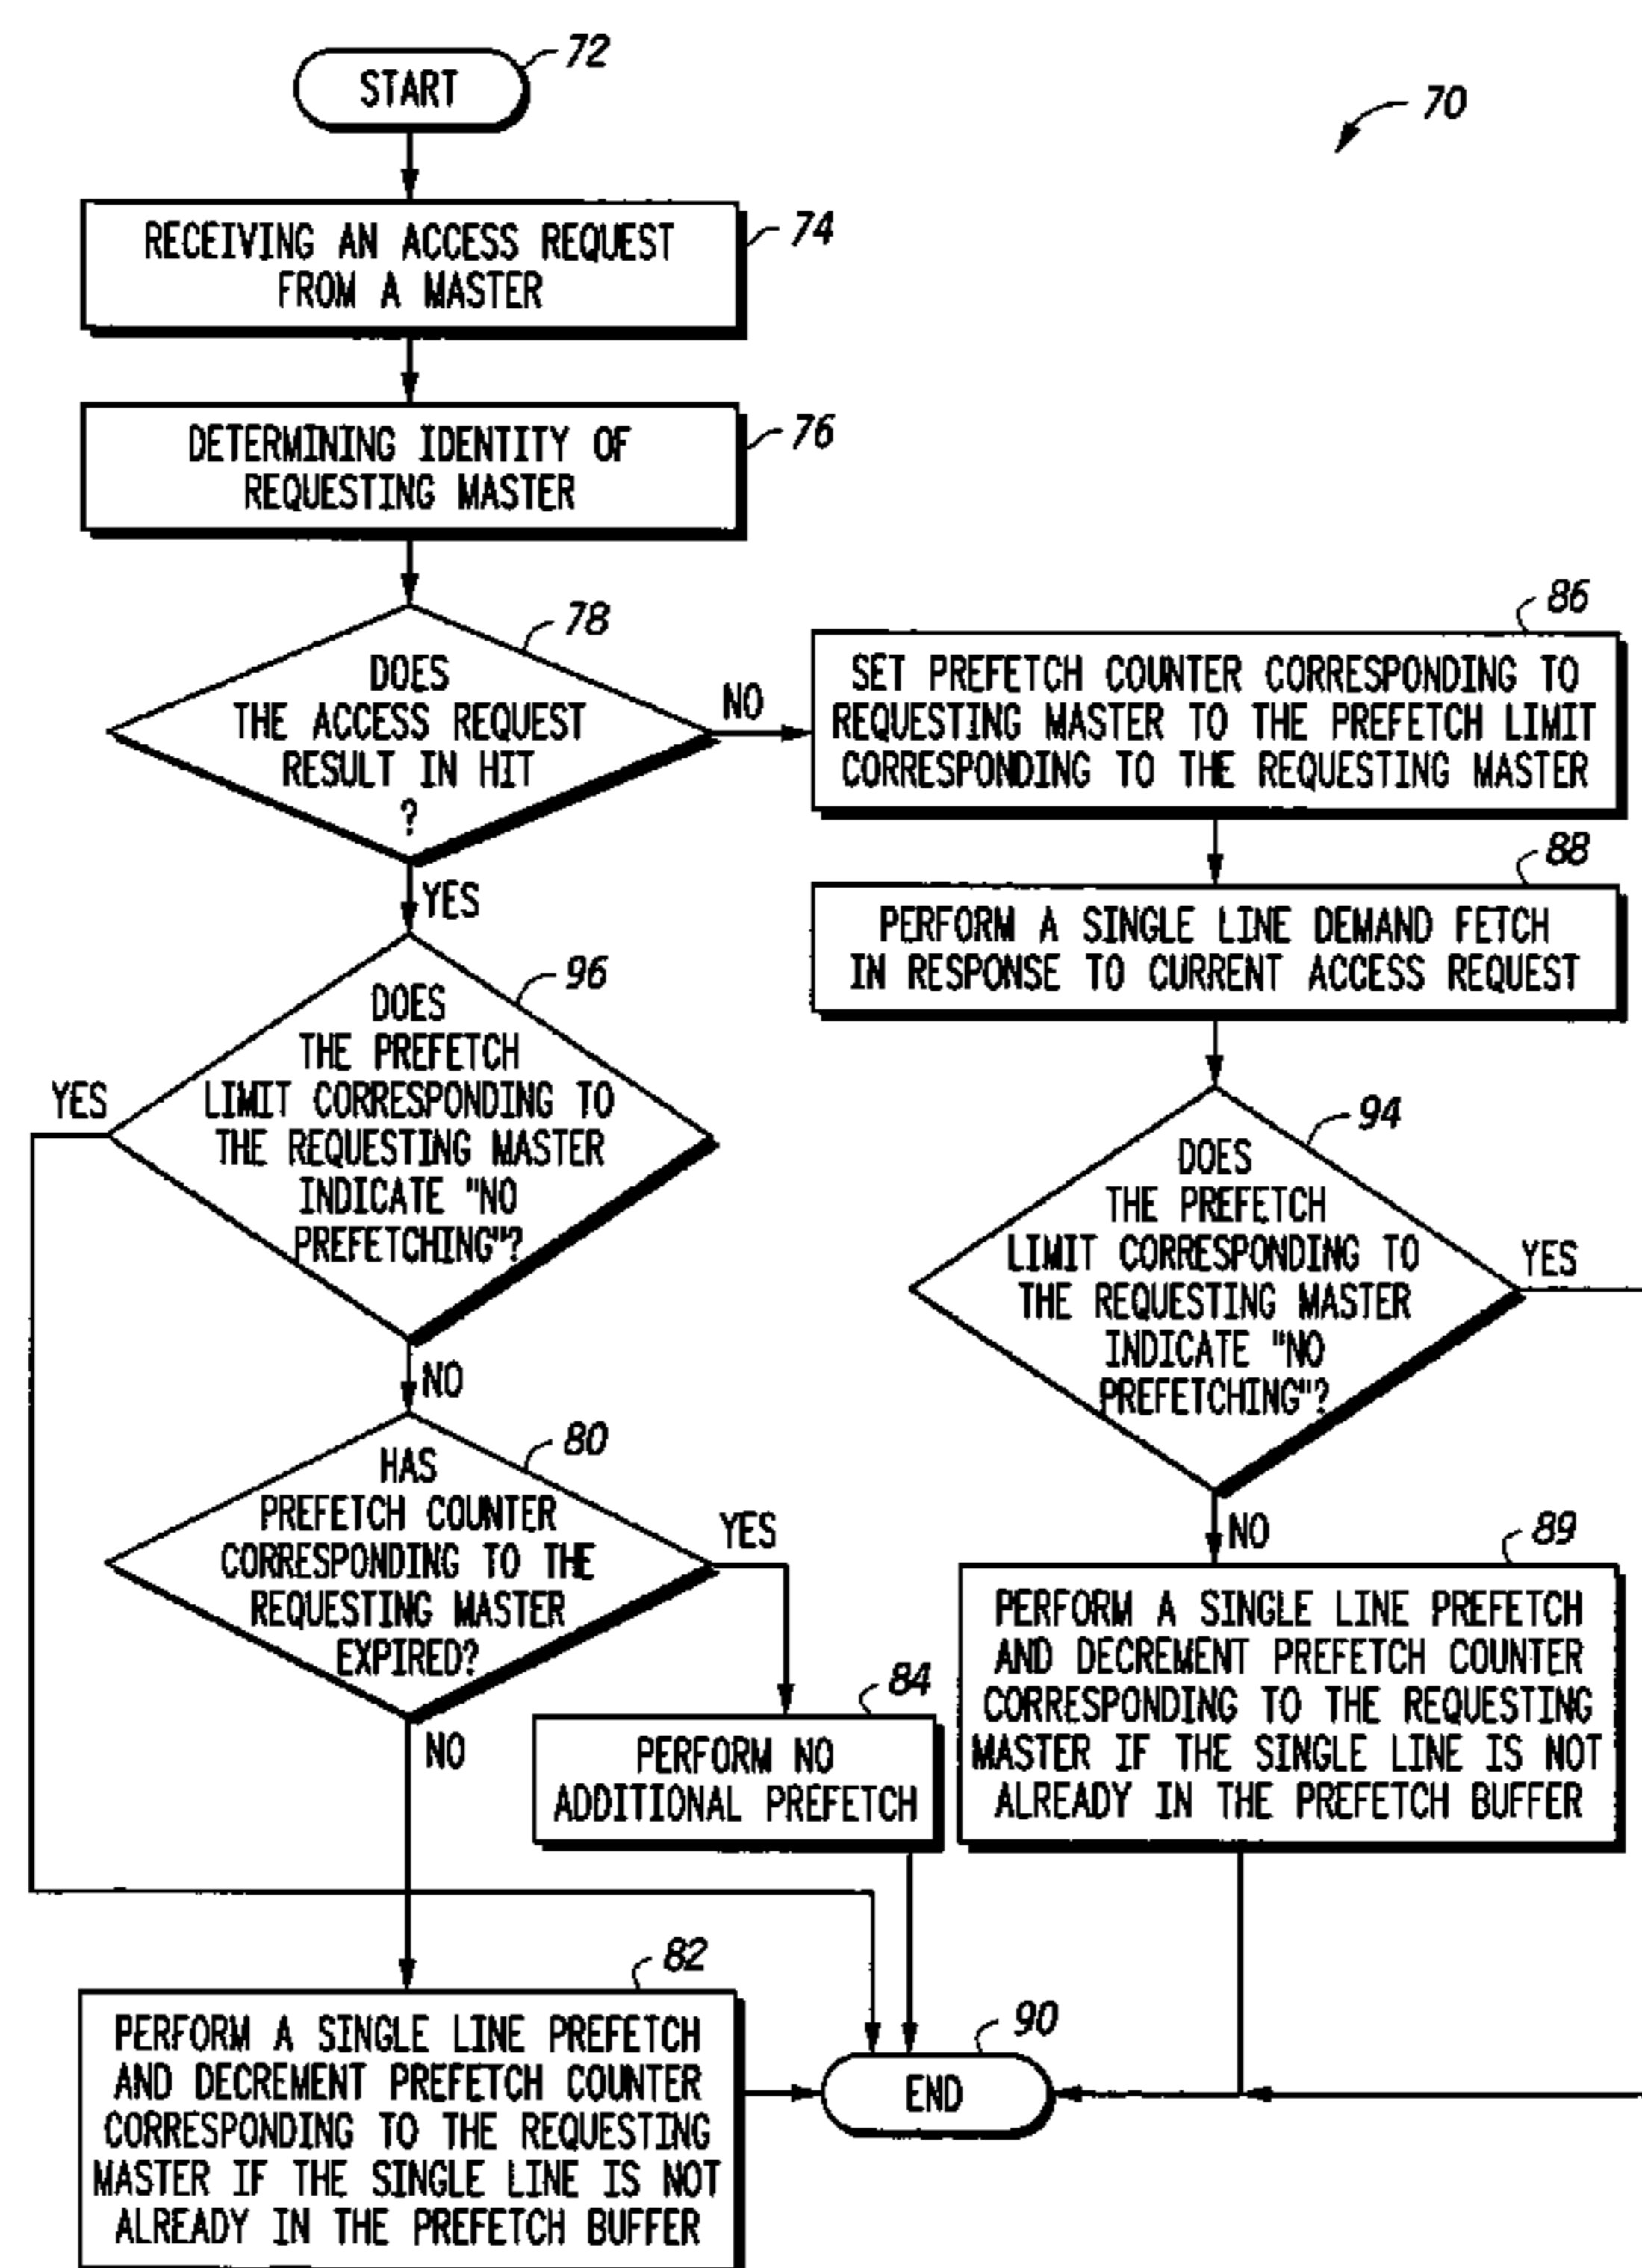 START
72
70
RECEIVING AN ACCESS REQUEST
FROM A MASTER
74
DETERMINING IDENTITY OF
REQUESTING MASTER
76
DOES
THE ACCESS REQUEST
RESULT IN HIT
?
78
NO
YES
SET PREFETCH COUNTER CORRESPONDING TO
REQUESTING MASTER TO THE PREFETCH LIMIT
CORRESPONDING TO THE REQUESTING MASTER
86
PERFORM A SINGLE LINE DEMAND FETCH
IN RESPONSE TO CURRENT ACCESS REQUEST
88
DOES
THE PREFETCH
LIMIT CORRESPONDING TO
THE REQUESTING MASTER
INDICATE "NO
PREFETCHING"?
96
YES
NO
DOES
THE PREFETCH
LIMIT CORRESPONDING TO
THE REQUESTING MASTER
INDICATE "NO
PREFETCHING"?
94
YES
NO
HAS
PREFETCH COUNTER
CORRESPONDING TO THE
REQUESTING MASTER
EXPIRED?
80
YES
NO
PERFORM NO
ADDITIONAL PREFETCH
84
PERFORM A SINGLE LINE PREFETCH
AND DECREMENT PREFETCH COUNTER
CORRESPONDING TO THE REQUESTING
MASTER IF THE SINGLE LINE IS NOT
ALREADY IN THE PREFETCH BUFFER
89
PERFORM A SINGLE LINE PREFETCH
AND DECREMENT PREFETCH COUNTER
CORRESPONDING TO THE REQUESTING
MASTER IF THE SINGLE LINE IS NOT
ALREADY IN THE PREFETCH BUFFER
82
END
90